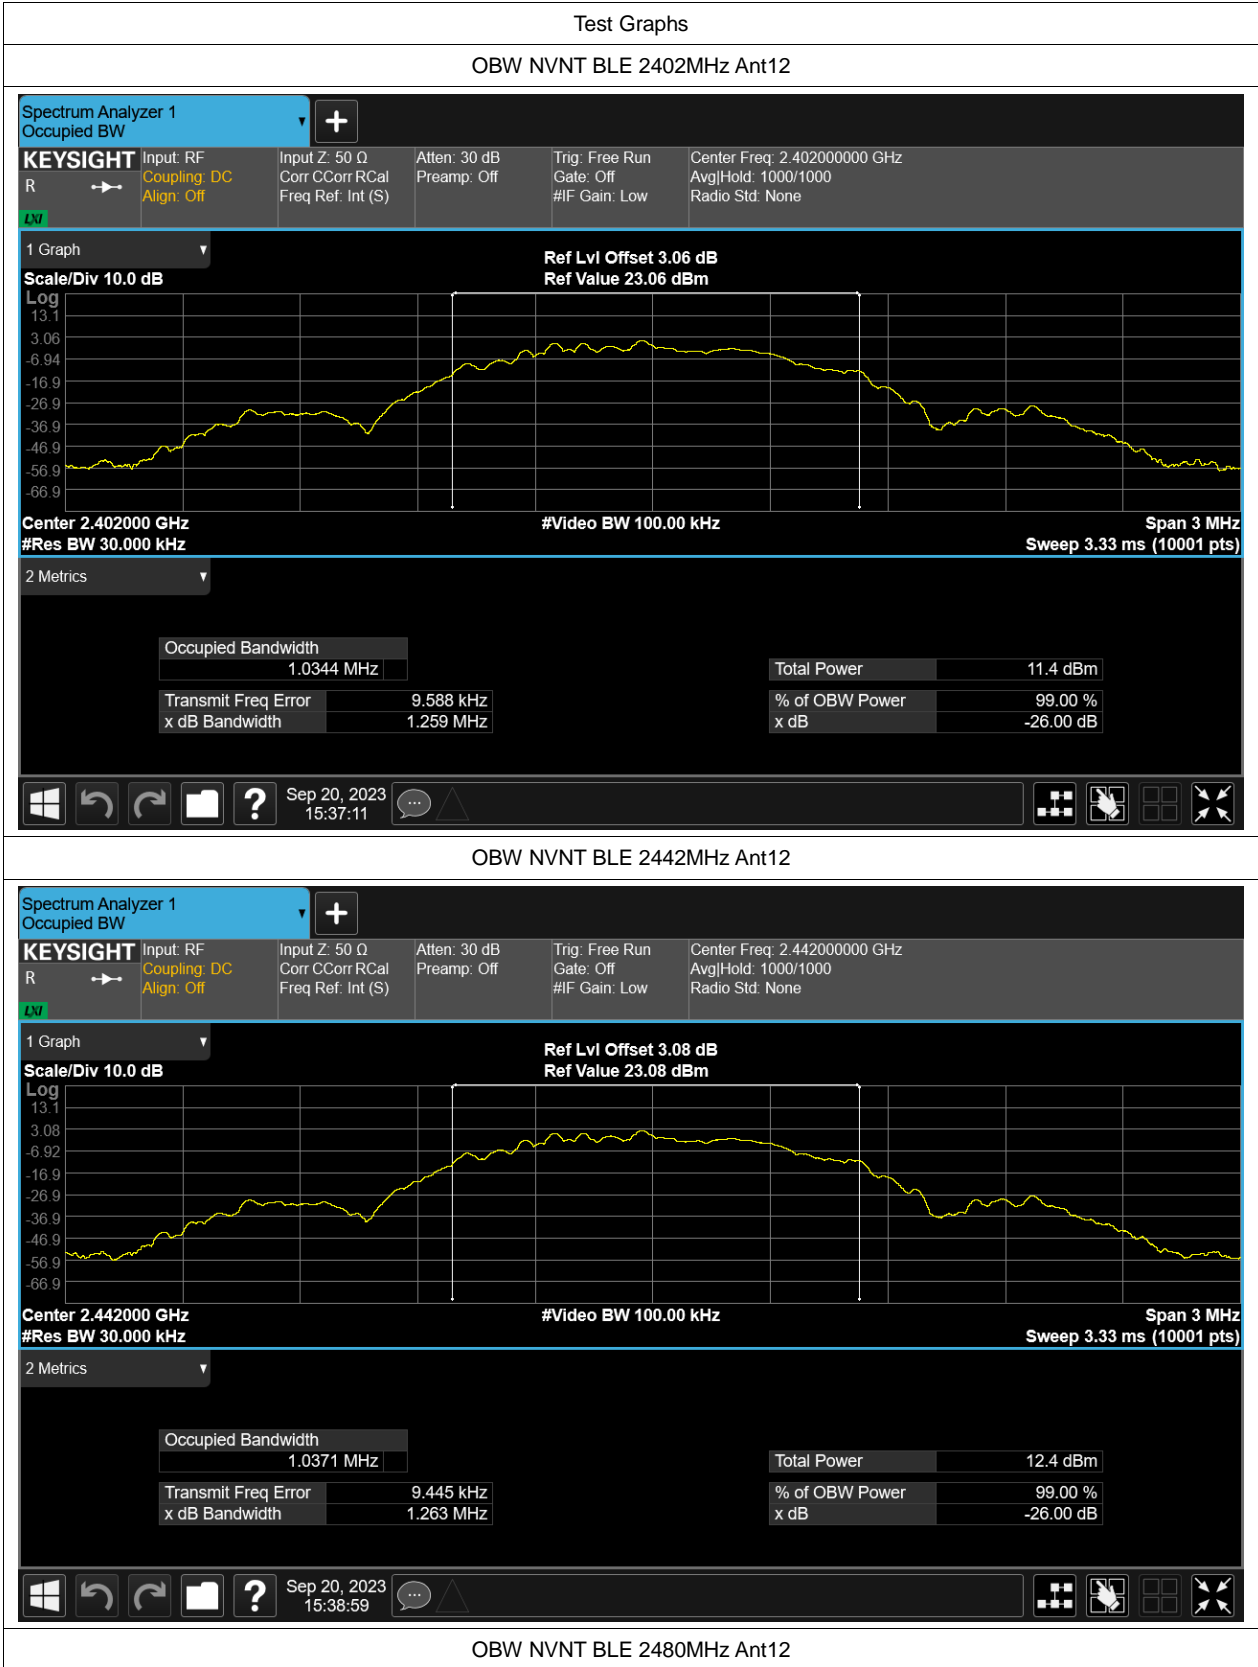 Test Graphs
OBW NVNT BLE 2402MHz Ant12
Spectrum Analyzer 1
Occupied BW
KEYSIGHT
R
LXI
Input: RF
Coupling: DC
Align: Off
Input Z: 50 Ω
Corr CCorr RCal
Freq Ref: Int (S)
Atten: 30 dB
Preamp: Off
Trig: Free Run
Gate: Off
#IF Gain: Low
Center Freq: 2.402000000 GHz
Avg|Hold: 1000/1000
Radio Std: None
1 Graph
Scale/Div 10.0 dB
Ref Lvl Offset 3.06 dB
Ref Value 23.06 dBm
Log
13.1
3.06
-6.94
-16.9
-26.9
-36.9
-46.9
-56.9
-66.9
Center 2.402000 GHz
#Res BW 30.000 kHz
#Video BW 100.00 kHz
Span 3 MHz
Sweep 3.33 ms (10001 pts)
2 Metrics
Occupied Bandwidth
1.0344 MHz
Transmit Freq Error 9.588 kHz
x dB Bandwidth 1.259 MHz
Total Power 11.4 dBm
% of OBW Power 99.00 %
x dB -26.00 dB
?
Sep 20, 2023
15:37:11
OBW NVNT BLE 2442MHz Ant12
Spectrum Analyzer 1
Occupied BW
KEYSIGHT
R
LXI
Input: RF
Coupling: DC
Align: Off
Input Z: 50 Ω
Corr CCorr RCal
Freq Ref: Int (S)
Atten: 30 dB
Preamp: Off
Trig: Free Run
Gate: Off
#IF Gain: Low
Center Freq: 2.442000000 GHz
Avg|Hold: 1000/1000
Radio Std: None
1 Graph
Scale/Div 10.0 dB
Ref Lvl Offset 3.08 dB
Ref Value 23.08 dBm
Log
13.1
3.08
-6.92
-16.9
-26.9
-36.9
-46.9
-56.9
-66.9
Center 2.442000 GHz
#Res BW 30.000 kHz
#Video BW 100.00 kHz
Span 3 MHz
Sweep 3.33 ms (10001 pts)
2 Metrics
Occupied Bandwidth
1.0371 MHz
Transmit Freq Error 9.445 kHz
x dB Bandwidth 1.263 MHz
Total Power 12.4 dBm
% of OBW Power 99.00 %
x dB -26.00 dB
?
Sep 20, 2023
15:38:59
OBW NVNT BLE 2480MHz Ant12